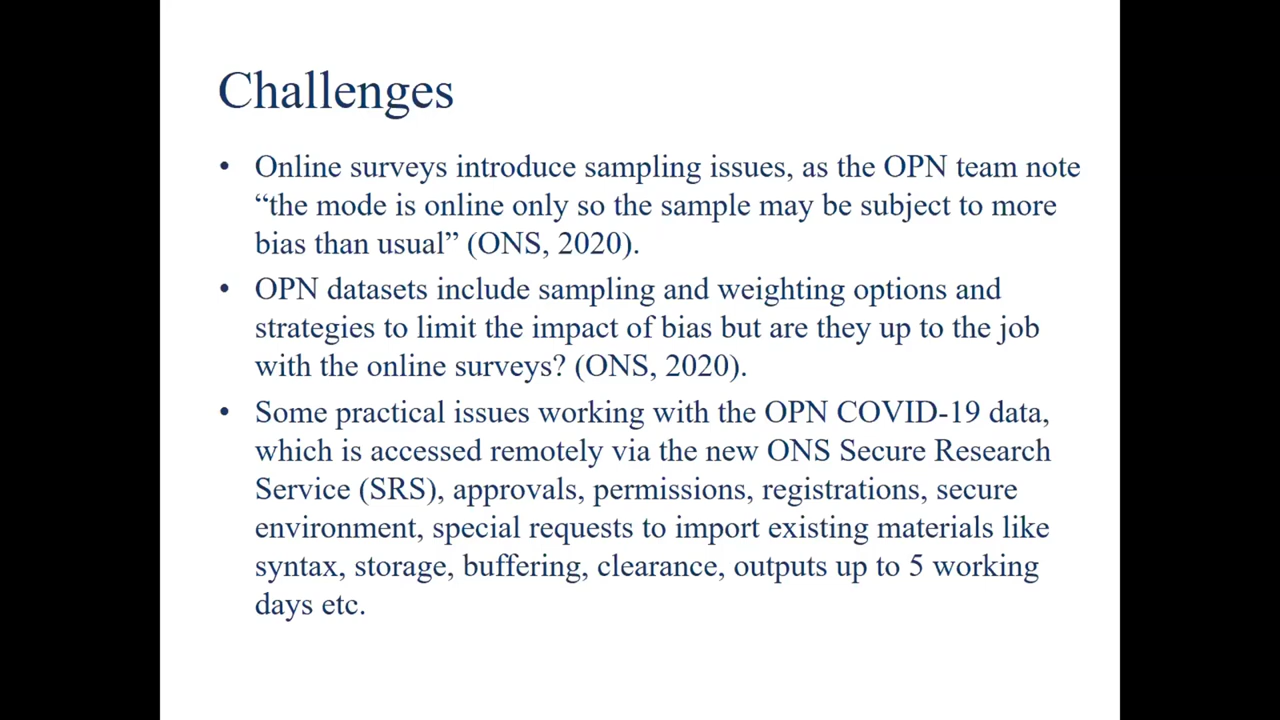 Challenges
• Online surveys introduce sampling issues, as the OPN team note
“the mode is online only so the sample may be subject to more
bias than usual” (ONS, 2020).
• OPN datasets include sampling and weighting options and
strategies to limit the impact of bias but are they up to the job
with the online surveys? (ONS, 2020).
• Some practical issues working with the OPN COVID-19 data,
which is accessed remotely via the new ONS Secure Research
Service (SRS), approvals, permissions, registrations, secure
environment, special requests to import existing materials like
syntax, storage, buffering, clearance, outputs up to 5 working
days etc.